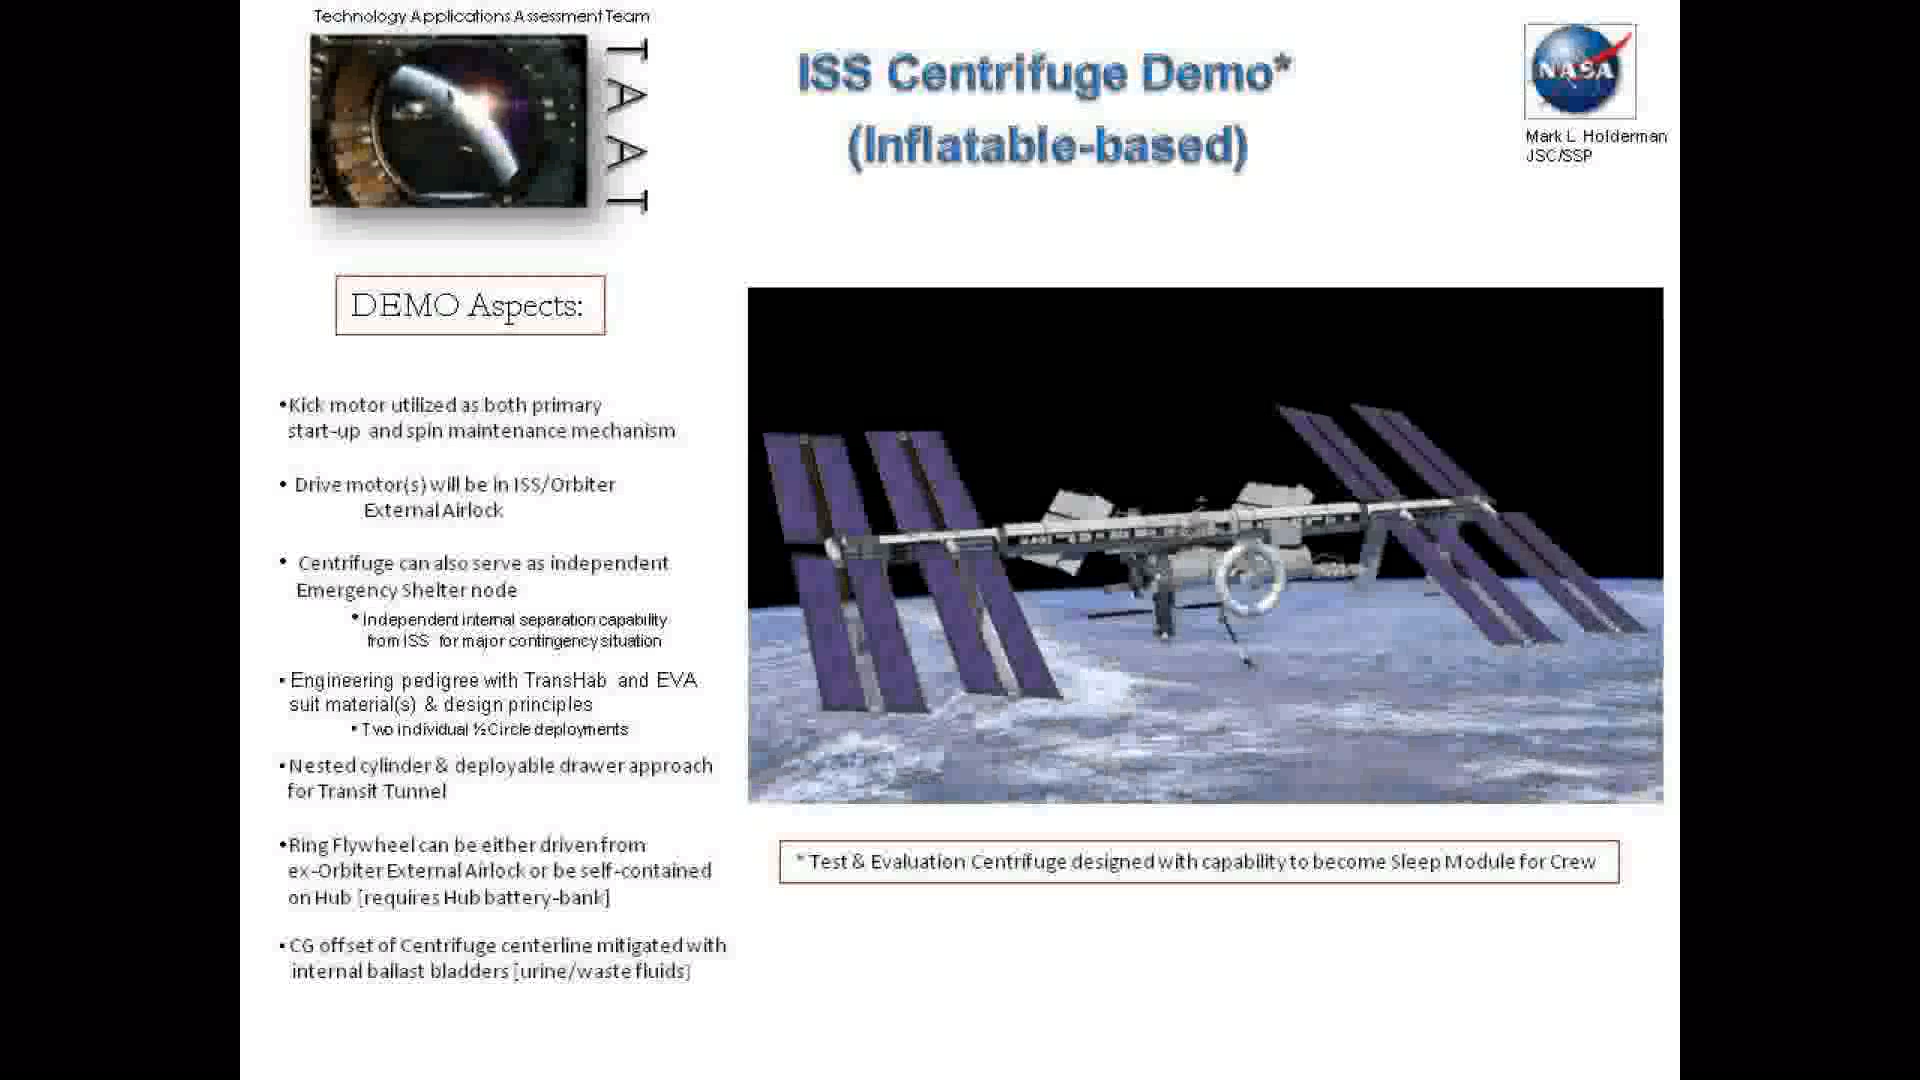 Technology Applications Assessment Team
TAAT
ISS Centrifuge Demo*
(Inflatable-based)
NASA
Mark L. Holderman
JSC/SSP
DEMO Aspects:
•Kick motor utilized as both primary
start-up and spin maintenance mechanism
• Drive motor(s) will be in ISS/Orbiter
External Airlock
• Centrifuge can also serve as independent
Emergency Shelter node
• Independent internal separation capability
from ISS for major contingency situation
• Engineering pedigree with TransHab and EVA
suit material(s) & design principles
• Two individual ½ Circle deployments
•Nested cylinder & deployable drawer approach
for Transit Tunnel
•Ring Flywheel can be either driven from
ex-Orbiter External Airlock or be self-contained
on Hub [requires Hub battery-bank]
• CG offset of Centrifuge centerline mitigated with
internal ballast bladders [urine/waste fluids]
* Test & Evaluation Centrifuge designed with capability to become Sleep Module for Crew